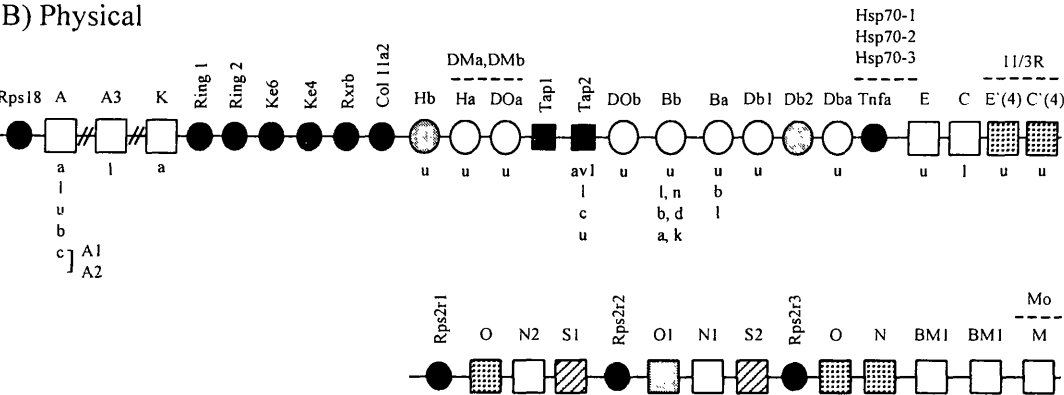 B) Physical
Hsp70-1
Hsp70-2
Hsp70-3
DMa,DMb
11/3R
Rps18 A A3 K Ring 1 Ring 2 Ke6 Ke4 Rxrb Col 11a2 Hb Ha DOa Tap1 Tap2 DOb Bb Ba Db1 Db2 Dba Tnfa E C E`(4) C`(4)
a l a u u u av1 u u u u u u l u u
l l l, n b
u c b, d l
b u a, k
c ] A1
A2
Mo
Rps2r1 O N2 S1 Rps2r2 O1 N1 S2 Rps2r3 O N BM1 BM1 M